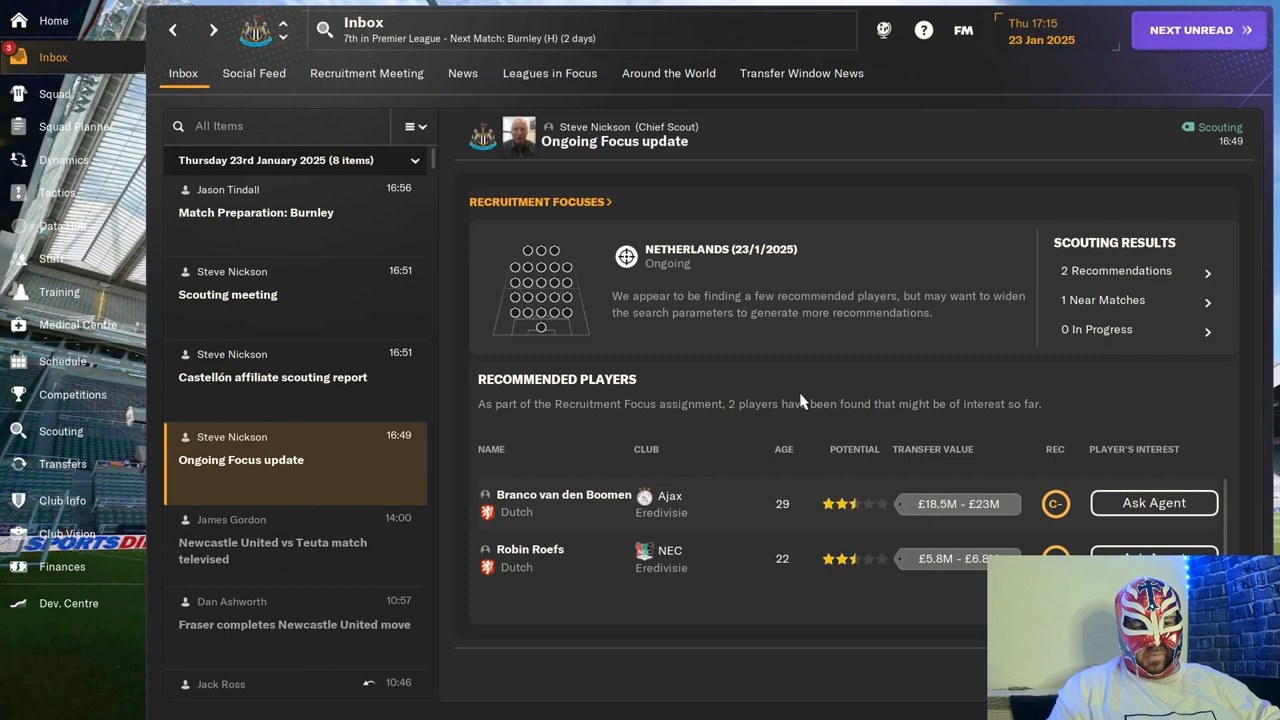 Home
3
Inbox
Squad
Squad Planner
Dynamics
Tactics
Data Hub
Staff
Training
Medical Centre
Schedule
Competitions
Scouting
Transfers
Club Info
Club Vision
SPORTSDI
Finances
Dev. Centre
Inbox
7th in Premier League - Next Match: Burnley (H) (2 days)
?
FM
Thu 17:15
23 Jan 2025
NEXT UNREAD
Inbox
Social Feed
Recruitment Meeting
News
Leagues in Focus
Around the World
Transfer Window News
All Items
Thursday 23rd January 2025 (8 items)
Jason Tindall 16:56
Match Preparation: Burnley
Steve Nickson 16:51
Scouting meeting
Steve Nickson 16:51
Castellón affiliate scouting report
Steve Nickson 16:49
Ongoing Focus update
James Gordon 14:00
Newcastle United vs Teuta match
televised
Dan Ashworth 10:57
Fraser completes Newcastle United move
Jack Ross 10:46
Steve Nickson (Chief Scout)
Ongoing Focus update
Scouting
16:49
RECRUITMENT FOCUSES >
NETHERLANDS (23/1/2025)
Ongoing
We appear to be finding a few recommended players, but may want to widen
the search parameters to generate more recommendations.
SCOUTING RESULTS
2 Recommendations
1 Near Matches
0 In Progress
RECOMMENDED PLAYERS
As part of the Recruitment Focus assignment, 2 players have been found that might be of interest so far.
NAME CLUB AGE POTENTIAL TRANSFER VALUE REC PLAYER'S INTEREST
Branco van den Boomen Ajax 29 £18.5M - £23M C- Ask Agent
Dutch Eredivisie
Robin Roefs NEC 22 £5.8M - £6.8M
Dutch Eredivisie